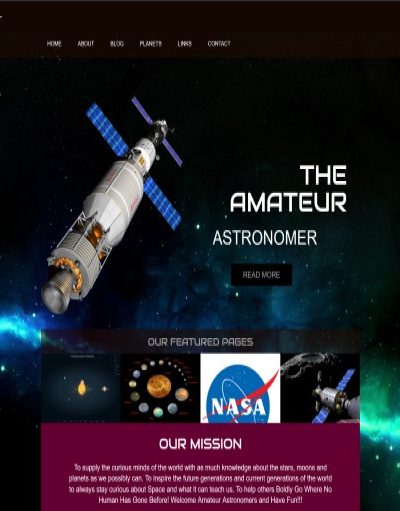 HOME ABOUT BLOG PLANETS LINKS CONTACT
THE
AMATEUR
ASTRONOMER
READ MORE
OUR FEATURED PAGES
NASA
OUR MISSION
To supply the curious minds of the world with as much knowledge about the stars, moons and
planets as we possibly can. To inspire the future generations and current generations of the world
to always stay curious about Space and what it can teach us. To help others Boldly Go Where No
Human Has Gone Before! Welcome Amateur Astronomers and Have Fun!!!